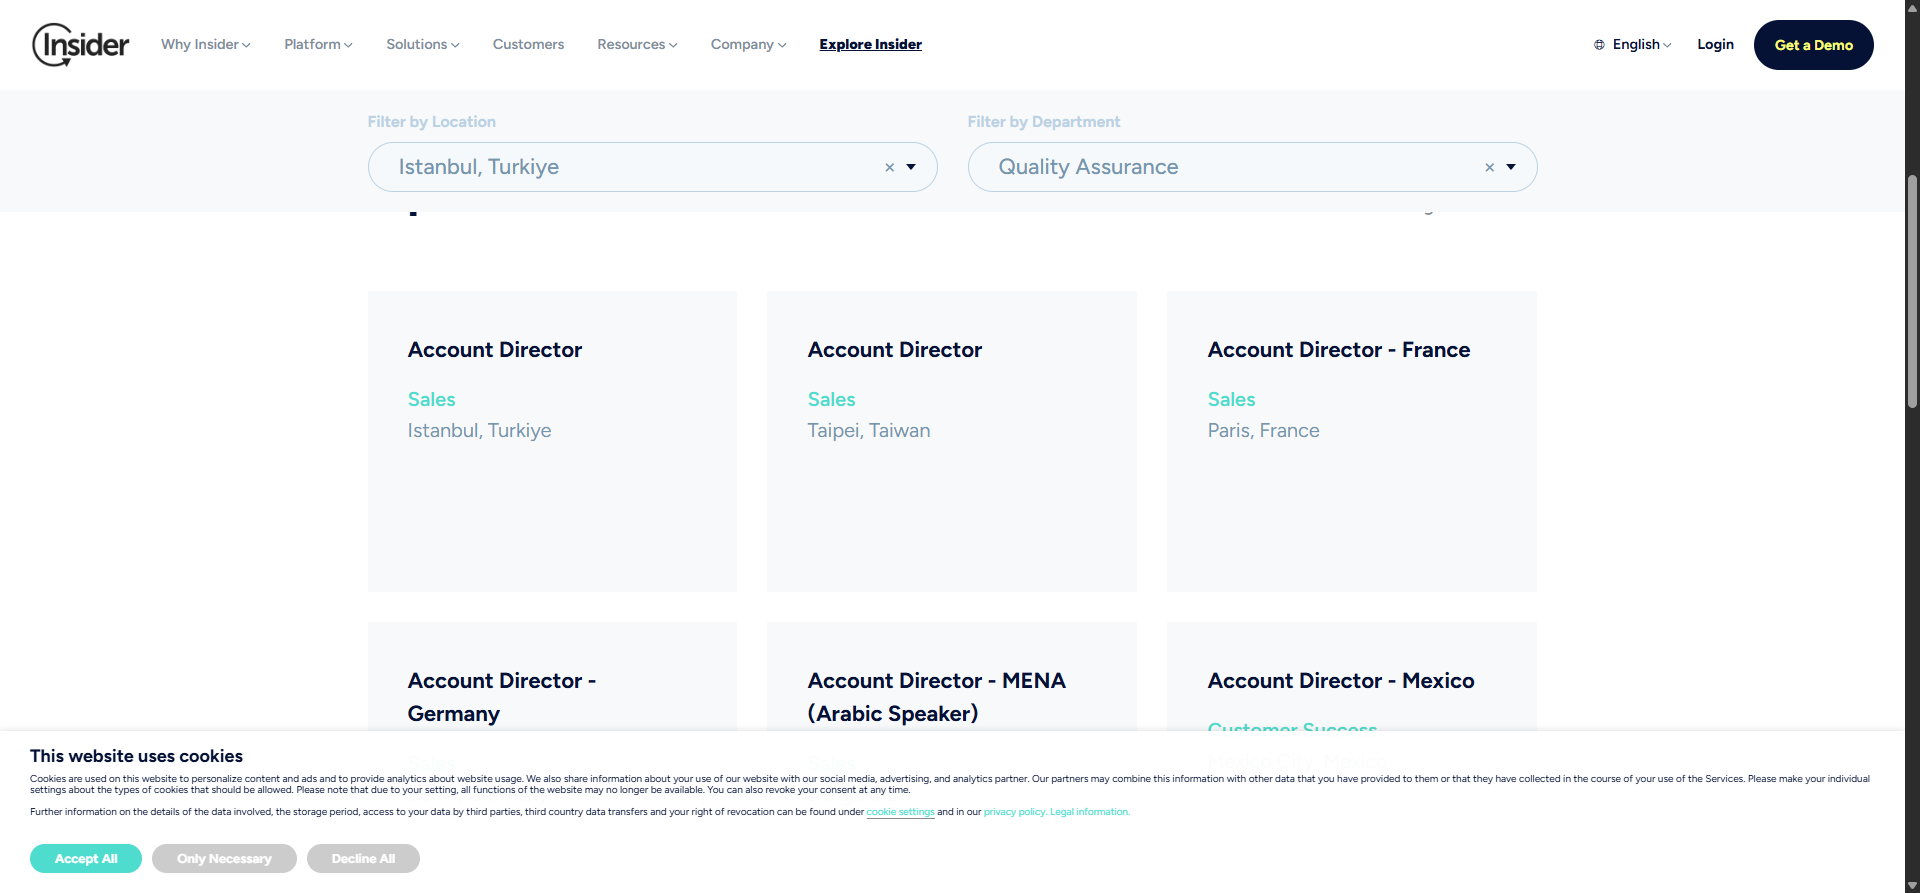 Insider
Why Insider
Platform
Solutions
Customers
Resources
Company
Explore Insider
English
Login
Get a Demo
Filter by Location
Filter by Department
Istanbul, Turkiye
×
Quality Assurance
×
Account Director
Sales
Istanbul, Turkiye
Account Director
Sales
Taipei, Taiwan
Account Director - France
Sales
Paris, France
Account Director -
Germany
Sales
Account Director - MENA
(Arabic Speaker)
Sales
Account Director - Mexico
Customer Success
Mexico City, Mexico
This website uses cookies
Cookies are used on this website to personalize content and ads and to provide analytics about website usage. We also share information about your use of our website with our social media, advertising, and analytics partner. Our partners may combine this information with other data that you have provided to them or that they have collected in the course of your use of the Services. Please make your individual
settings about the types of cookies that should be allowed. Please note that due to your setting, all functions of the website may no longer be available. You can also revoke your consent at any time.
Further information on the details of the data involved, the storage period, access to your data by third parties, third country data transfers and your right of revocation can be found under cookie settings and in our privacy policy. Legal information.
Accept All
Only Necessary
Decline All